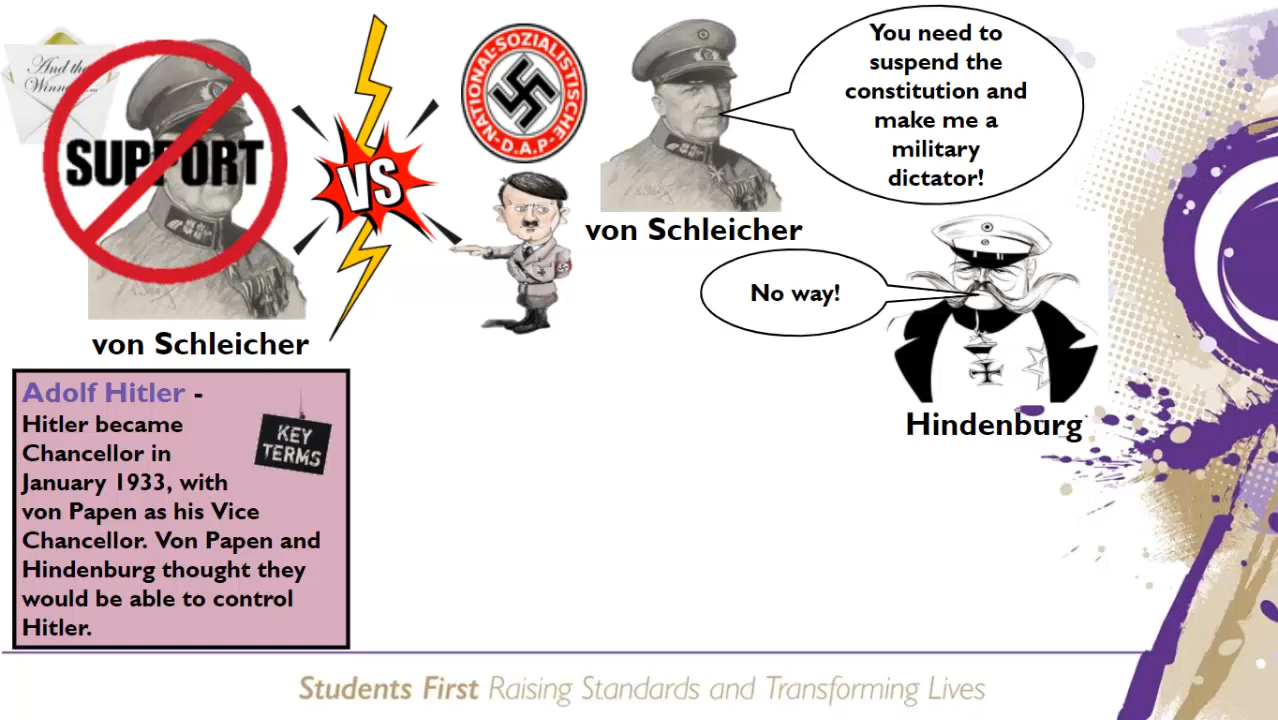 And the
Winner...
SUPPORT
von Schleicher
VS
NATIONAL-SOZIALISTISCHE
D.A.P.
von Schleicher
You need to
suspend the
constitution and
make me a
military
dictator!
No way!
Hindenburg
Adolf Hitler -
Hitler became
Chancellor in
January 1933, with
von Papen as his Vice
Chancellor. Von Papen and
Hindenburg thought they
would be able to control
Hitler.
KEY
TERMS
Students First Raising Standards and Transforming Lives